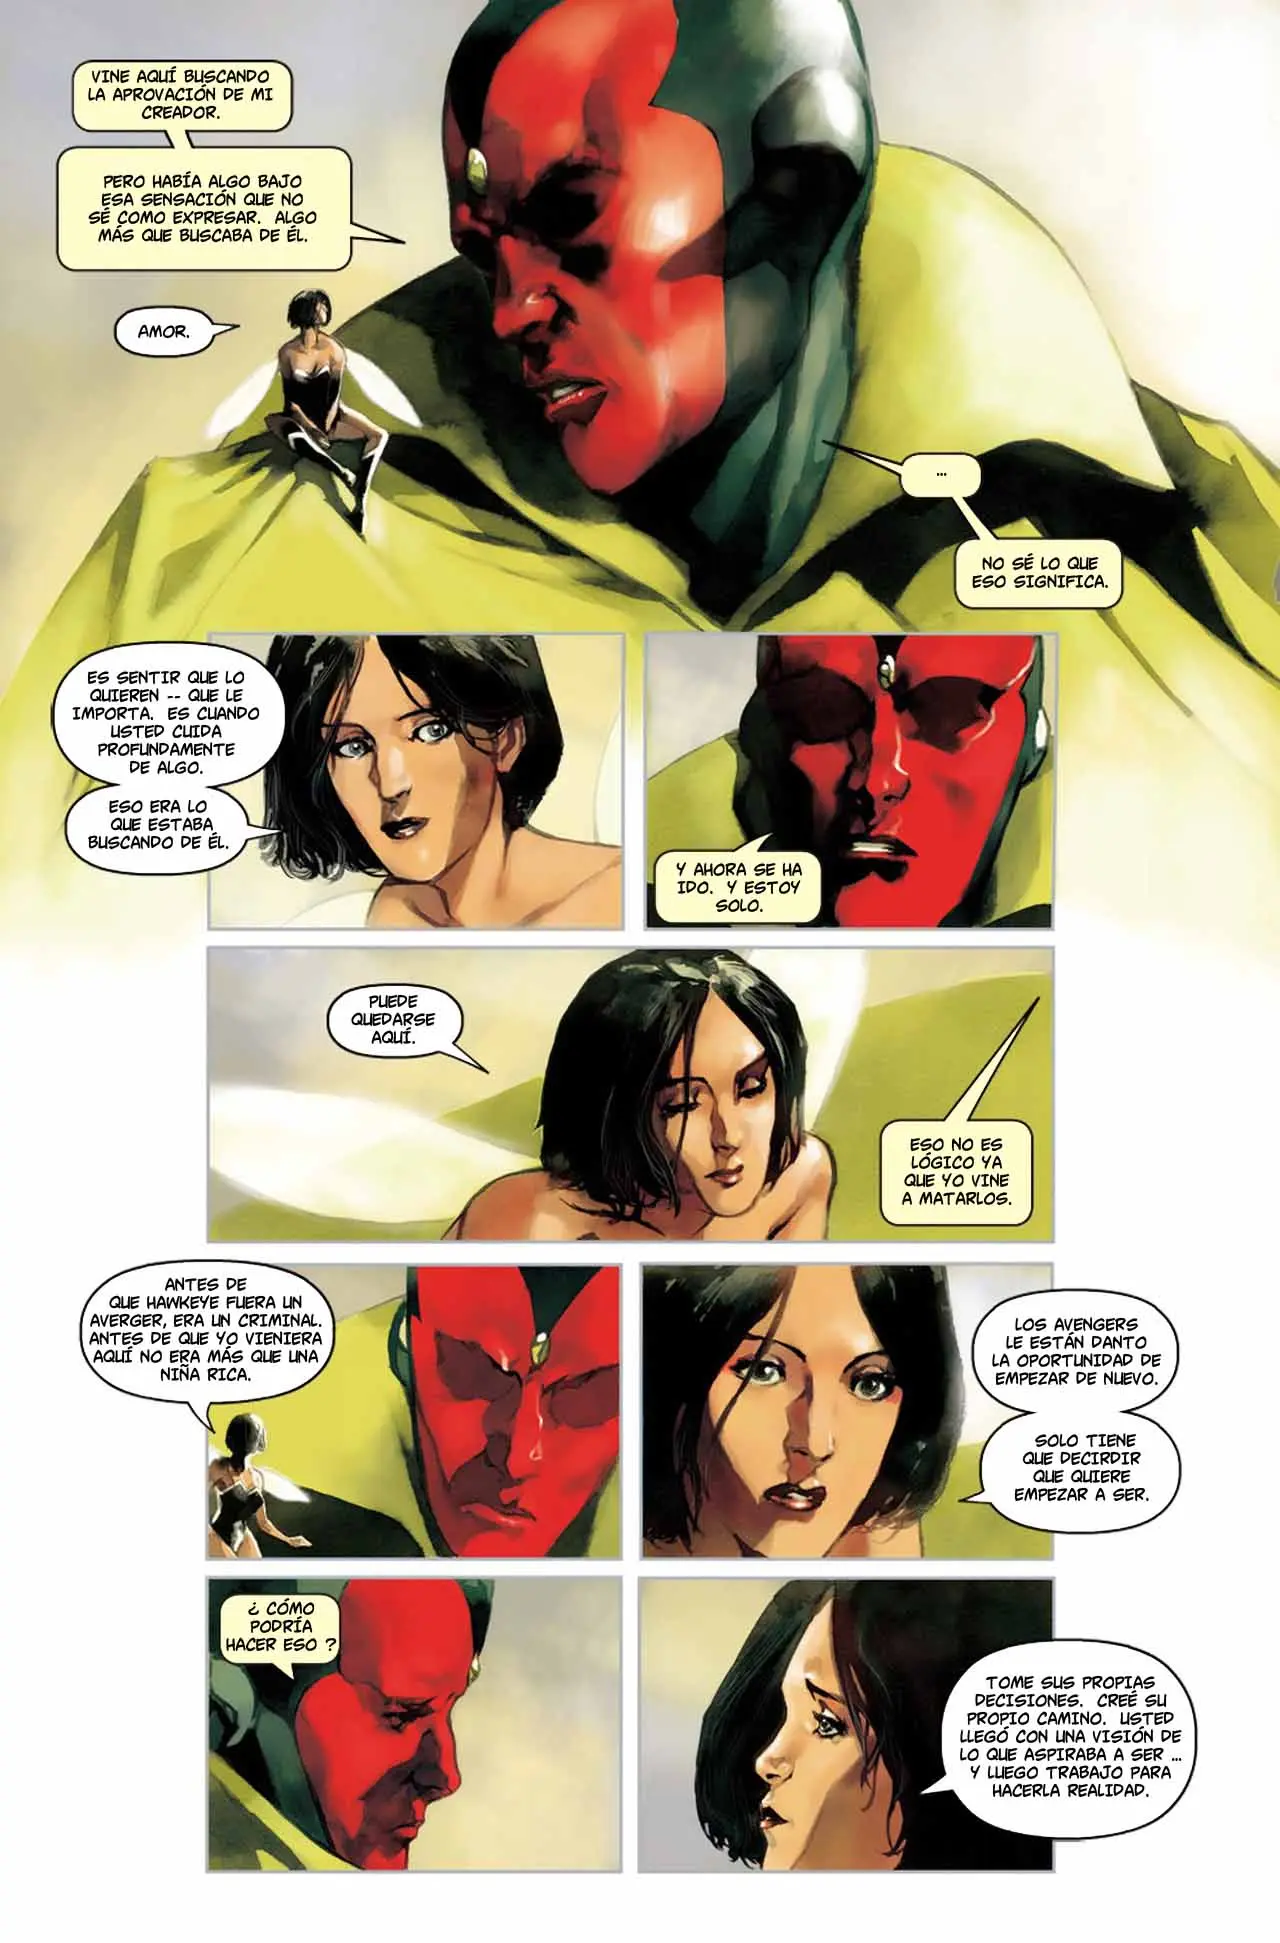 VINE AQUÍ BUSCANDO
LA APROVACIÓN DE MI
CREADOR.
PERO HABÍA ALGO BAJO
ESA SENSACIÓN QUE NO
SÉ COMO EXPRESAR. ALGO
MÁS QUE BUSCABA DE ÉL.
AMOR.
...
NO SÉ LO QUE
ESO SIGNIFICA.
ES SENTIR QUE LO
QUIEREN -- QUE LE
IMPORTA. ES CUANDO
USTED CUIDA
PROFUNDAMENTE
DE ALGO.
ESO ERA LO
QUE ESTABA
BUSCANDO DE ÉL.
Y AHORA SE HA
IDO. Y ESTOY
SOLO.
PUEDE
QUEDARSE
AQUÍ.
ESO NO ES
LÓGICO YA
QUE YO VINE
A MATARLOS.
ANTES DE
QUE HAWKEYE FUERA UN
AVERGER, ERA UN CRIMINAL.
ANTES DE QUE YO VIENIERA
AQUÍ NO ERA MÁS QUE UNA
NIÑA RICA.
LOS AVENGERS
LE ESTÁN DANTO
LA OPORTUNIDAD DE
EMPEZAR DE NUEVO.
SOLO TIENE
QUE DECIRDIR
QUE QUIERE
EMPEZAR A SER.
¿ CÓMO
PODRÍA
HACER ESO ?
TOME SUS PROPIAS
DECISIONES. CREÉ SU
PROPIO CAMINO. USTED
LLEGÓ CON UNA VISIÓN DE
LO QUE ASPIRABA A SER ...
Y LUEGO TRABAJO PARA
HACERLA REALIDAD.